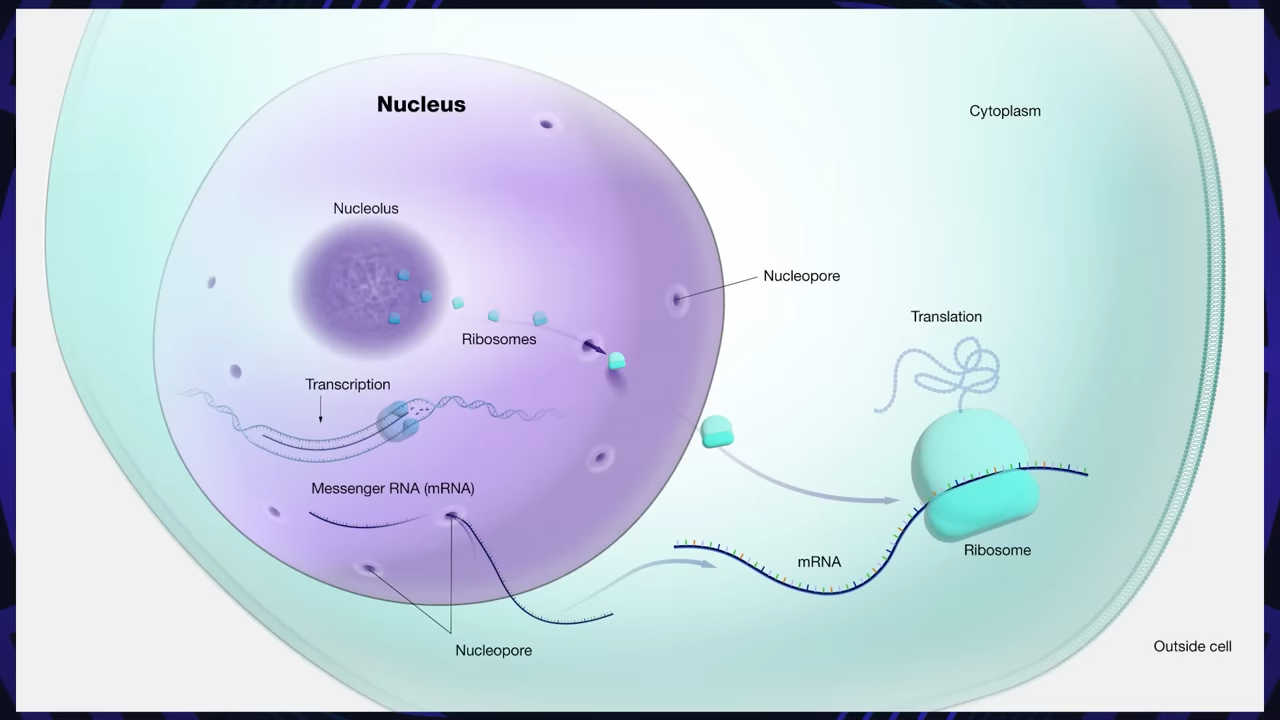 Nucleus
Cytoplasm
Nucleolus
Nucleopore
Translation
Ribosomes
Transcription
Messenger RNA (mRNA)
Ribosome
mRNA
Outside cell
Nucleopore